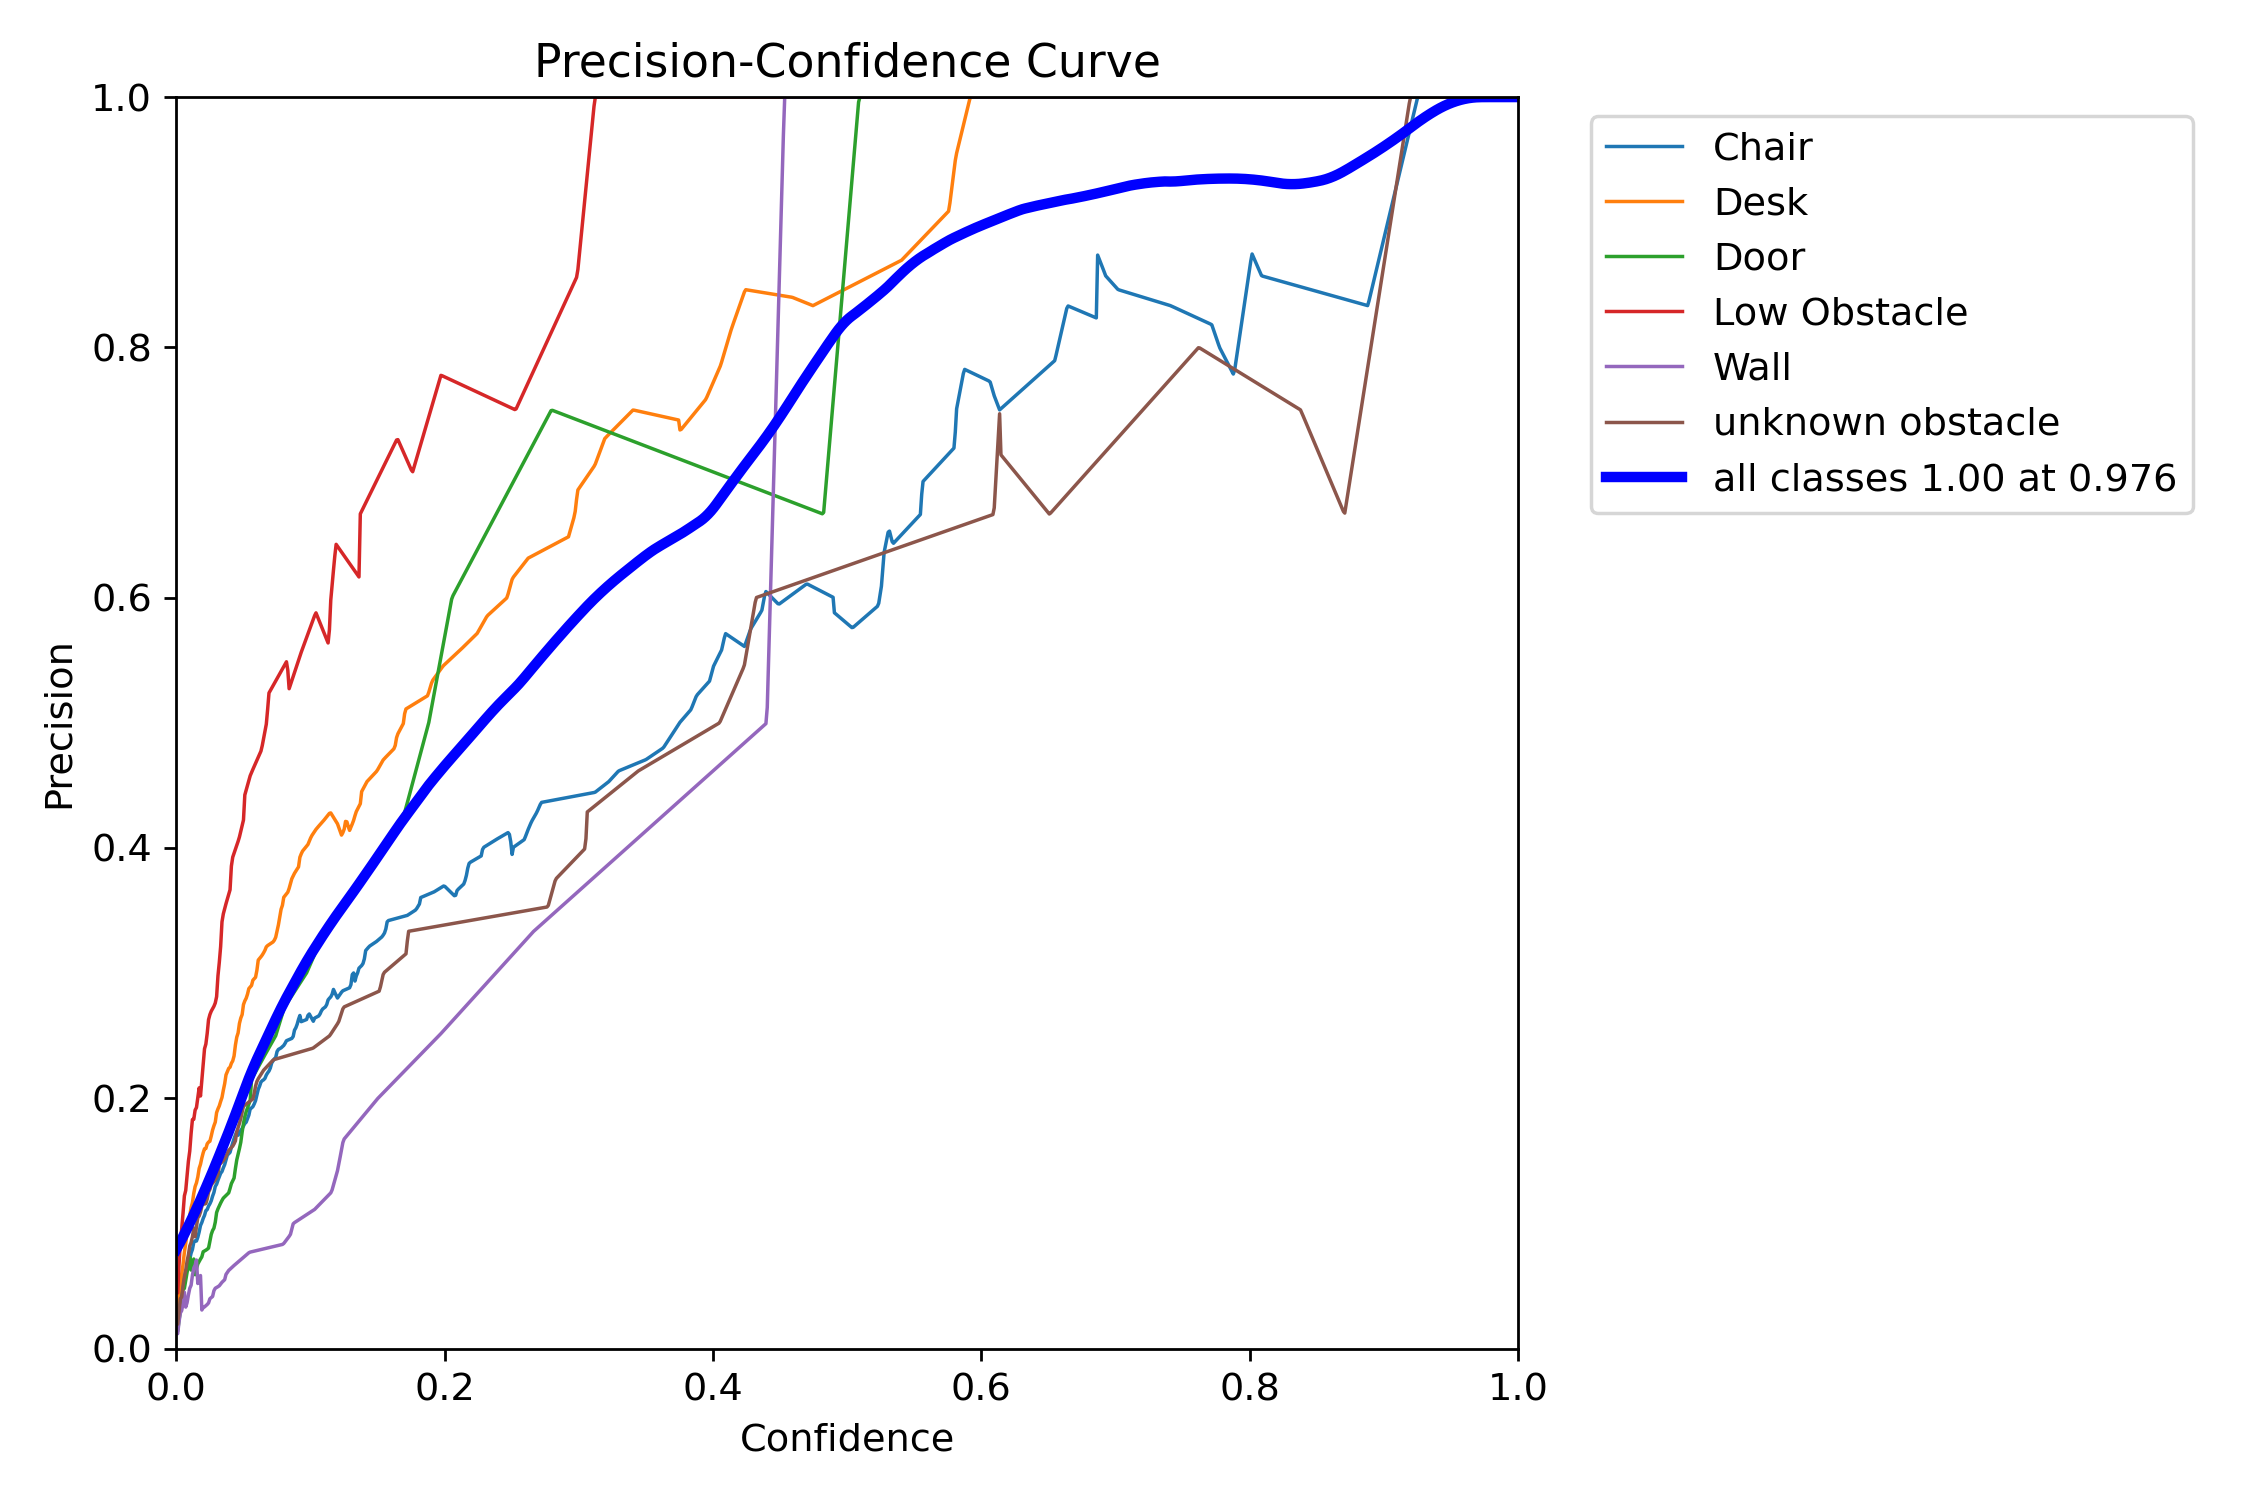 Precision-Confidence Curve
1.0
0.8
0.6
0.4
0.2
0.0
Precision
0.0 0.2 0.4 0.6 0.8 1.0
Confidence
Chair
Desk
Door
Low Obstacle
Wall
unknown obstacle
all classes 1.00 at 0.976